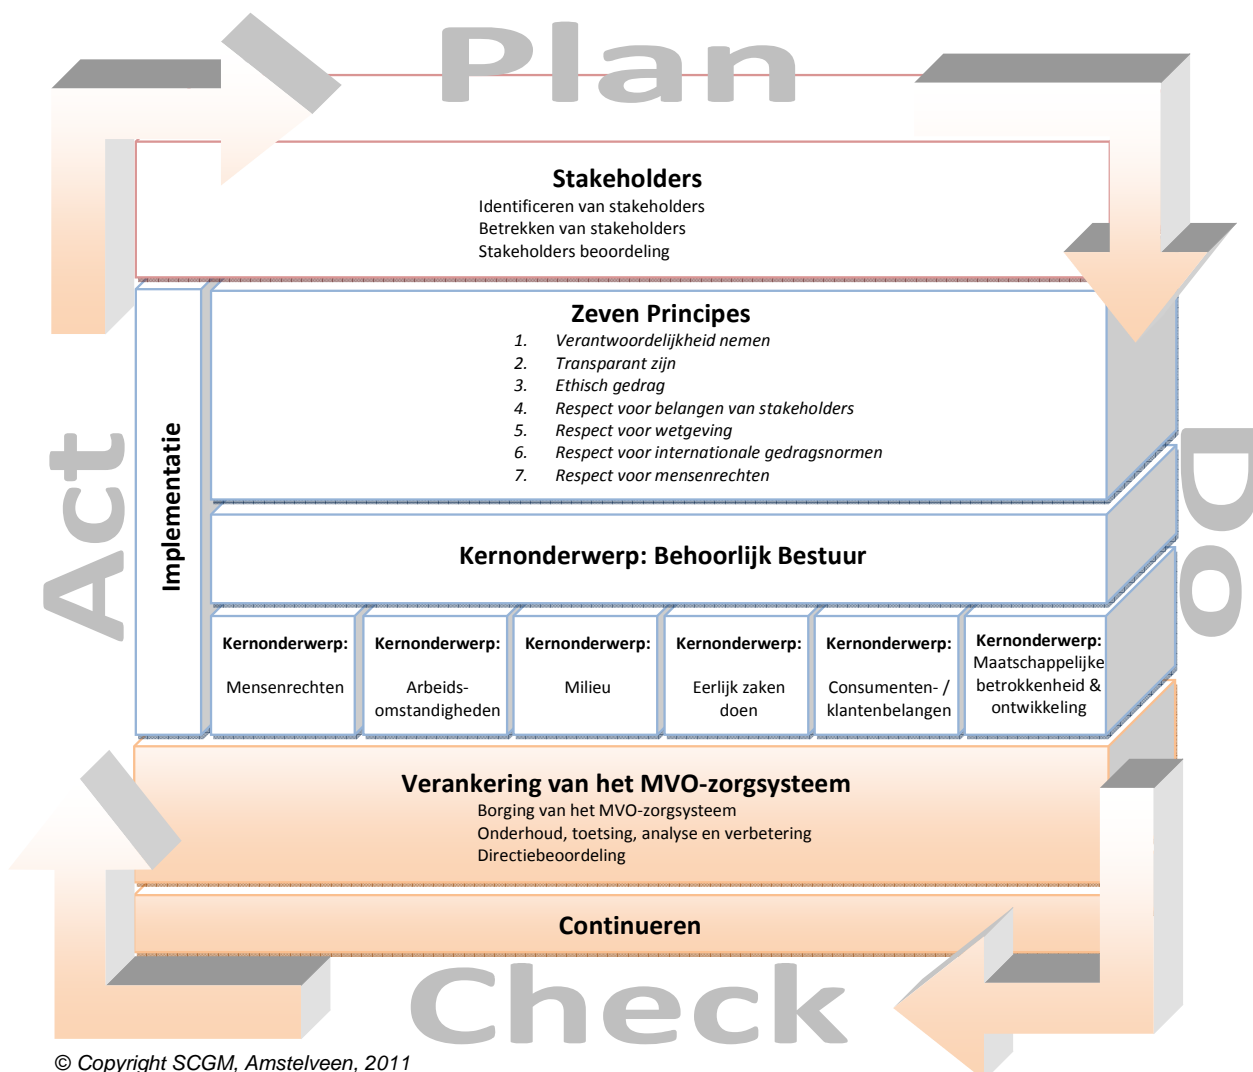 Plan
Stakeholders
Identificeren van stakeholders
Betrekken van stakeholders
Stakeholders beoordeling
Zeven Principes
1. Verantwoordelijkheid nemen
2. Transparant zijn
3. Ethisch gedrag
4. Respect voor belangen van stakeholders
5. Respect voor wetgeving
6. Respect voor internationale gedragsnormen
7. Respect voor mensenrechten
Do
Act
Implementatie
Kernonderwerp: Behoorlijk Bestuur
Kernonderwerp:
Mensenrechten
Kernonderwerp:
Arbeids-
omstandigheden
Kernonderwerp:
Milieu
Kernonderwerp:
Eerlijk zaken
doen
Kernonderwerp:
Consumenten- /
klantenbelangen
Kernonderwerp:
Maatschappelijke
betrokkenheid &
ontwikkeling
Verankering van het MVO-zorgsysteem
Borging van het MVO-zorgsysteem
Onderhoud, toetsing, analyse en verbetering
Directiebeoordeling
Continueren
Check
© Copyright SCGM, Amstelveen, 2011